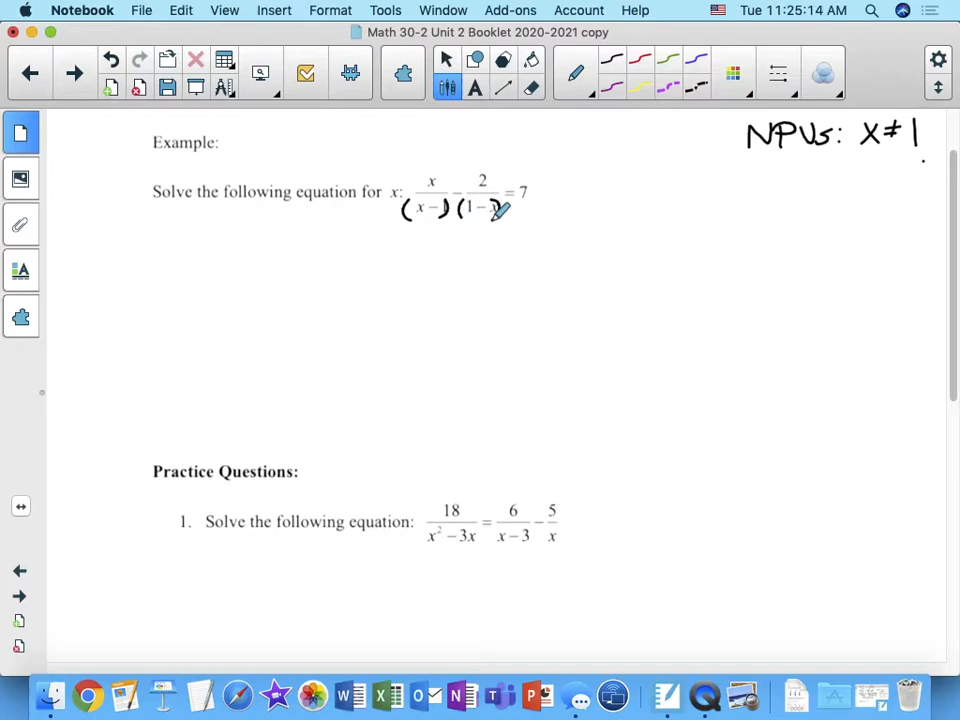 Notebook File Edit View Insert Format Tools Window Add-ons Account Help Tue 11:25:14 AM
Math 30-2 Unit 2 Booklet 2020-2021 copy
NPVs: x ≠ 1
Example:
Solve the following equation for x: x/(x − 1) − 2/(1 − x) = 7
Practice Questions:
1. Solve the following equation: 18/(x² − 3x) = 6/(x − 3) − 5/x